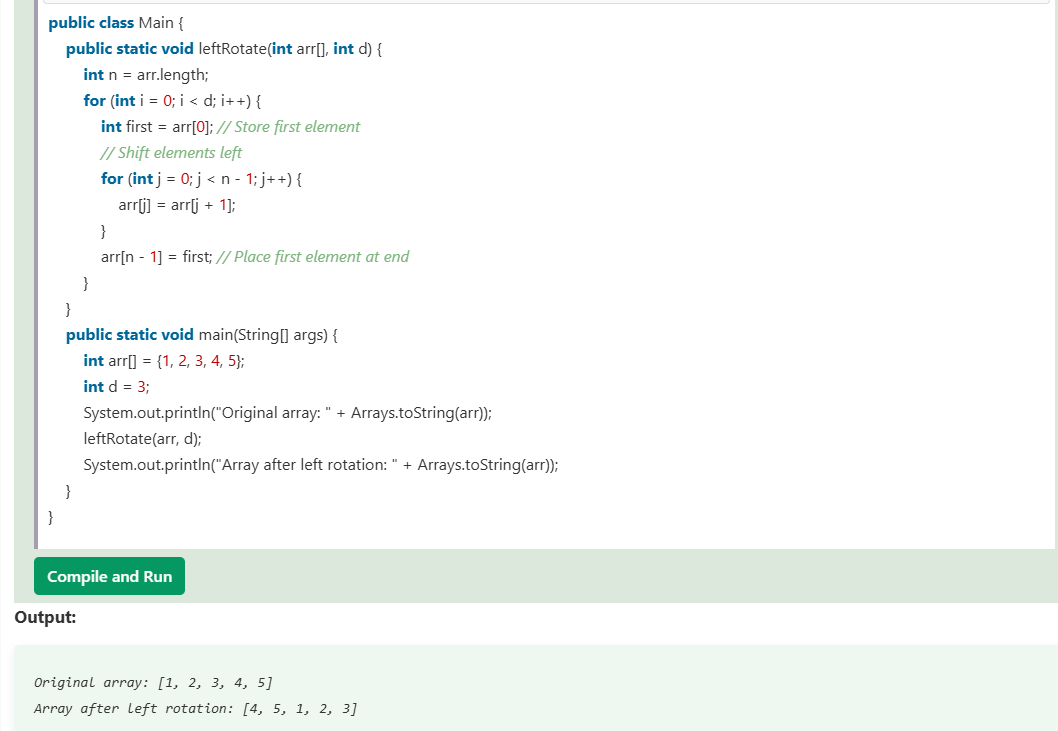 public class Main {
public static void leftRotate(int arr[], int d) {
int n = arr.length;
for (int i = 0; i < d; i++) {
int first = arr[0]; // Store first element
// Shift elements left
for (int j = 0; j < n - 1; j++) {
arr[j] = arr[j + 1];
}
arr[n - 1] = first; // Place first element at end
}
}
public static void main(String[] args) {
int arr[] = {1, 2, 3, 4, 5};
int d = 3;
System.out.println("Original array: " + Arrays.toString(arr));
leftRotate(arr, d);
System.out.println("Array after left rotation: " + Arrays.toString(arr));
}
}
Compile and Run
Output:
Original array: [1, 2, 3, 4, 5]
Array after left rotation: [4, 5, 1, 2, 3]